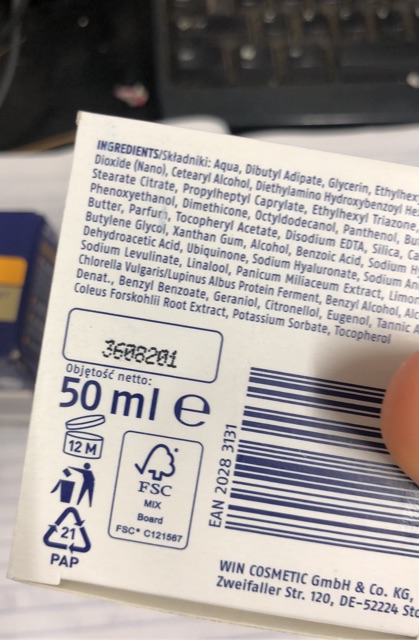 INGREDIENTS/Składniki: Aqua, Dibutyl Adipate, Glycerin, Ethylhex
Dioxide (Nano), Cetearyl Alcohol, Diethylamino Hydroxybenzoyl
Stearate Citrate, Propylheptyl Caprylate, Ethylhexyl Triazone,
Phenoxyethanol, Dimethicone, Octyldodecanol, Panthenol, B
Butter, Parfum, Tocopheryl Acetate, Disodium EDTA, Silica, Ca
Butylene Glycol, Xanthan Gum, Alcohol, Benzoic Acid, Sodium
Dehydroacetic Acid, Ubiquinone, Sodium Hyaluronate, Sodium An
Sodium Levulinate, Linalool, Panicum Miliaceum Extract, Limo
Chlorella Vulgaris/Lupinus Albus Protein Ferment, Benzyl Alcohol, Al
Denat., Benzyl Benzoate, Geraniol, Citronellol, Eugenol, Tannic A
Coleus Forskohlii Root Extract, Potassium Sorbate, Tocopherol
3608201
Objętość netto:
50 ml e
12 M
FSC
MIX
Board
FSC® C121567
21
PAP
EAN 2028 3131
WIN COSMETIC GmbH & Co. KG,
Zweifaller Str. 120, DE-52224 Sto